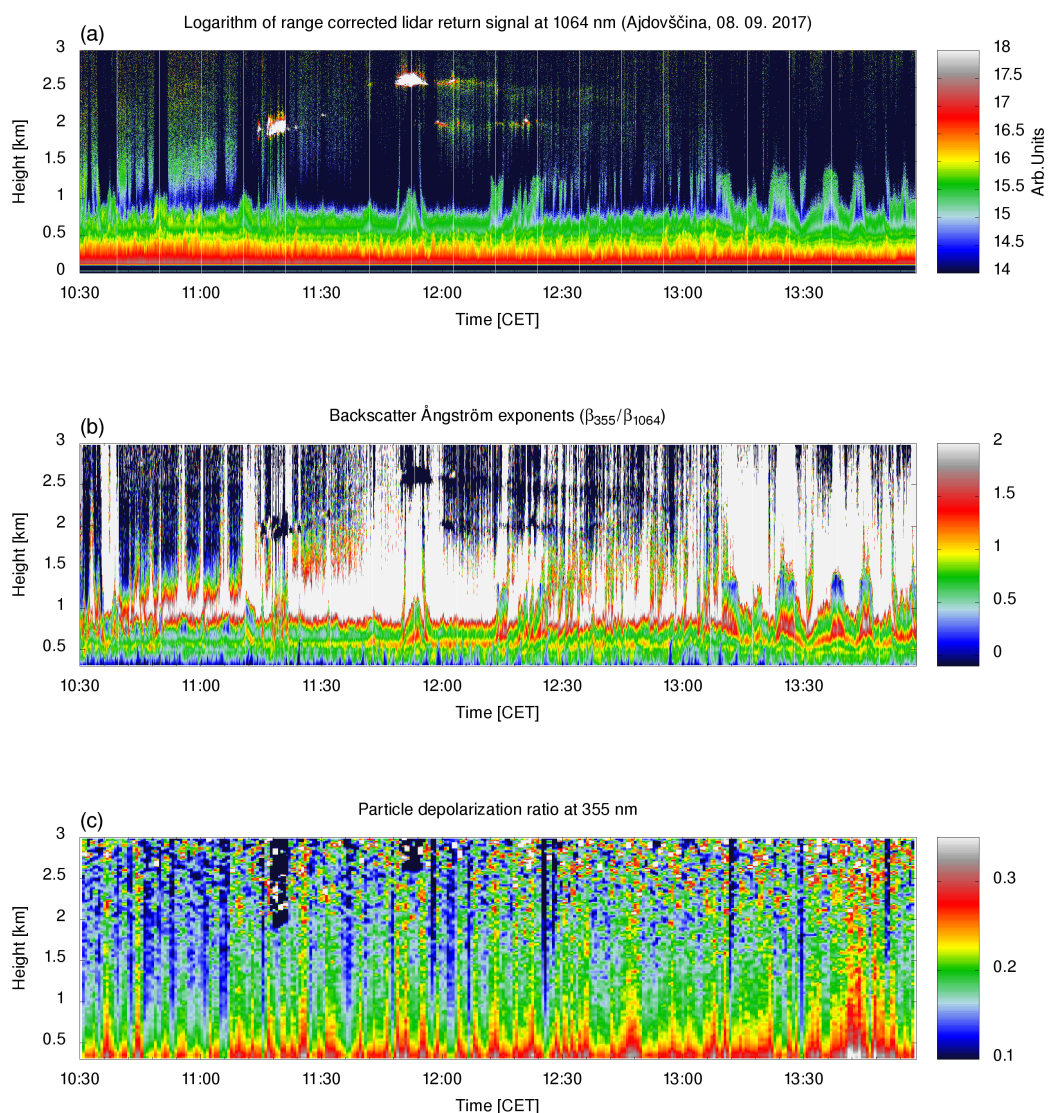 Logarithm of range corrected lidar return signal at 1064 nm (Ajdovščina, 08. 09. 2017)
(a)
3
2.5
2
1.5
1
0.5
0
Height [km]
10:30 11:00 11:30 12:00 12:30 13:00 13:30
Time [CET]
18
17.5
17
16.5
16
15.5
15
14.5
14
Arb.Units
Backscatter Ångström exponents (β355/β1064)
(b)
3
2.5
2
1.5
1
0.5
Height [km]
10:30 11:00 11:30 12:00 12:30 13:00 13:30
Time [CET]
2
1.5
1
0.5
0
Particle depolarization ratio at 355 nm
(c)
3
2.5
2
1.5
1
0.5
Height [km]
10:30 11:00 11:30 12:00 12:30 13:00 13:30
Time [CET]
0.3
0.2
0.1